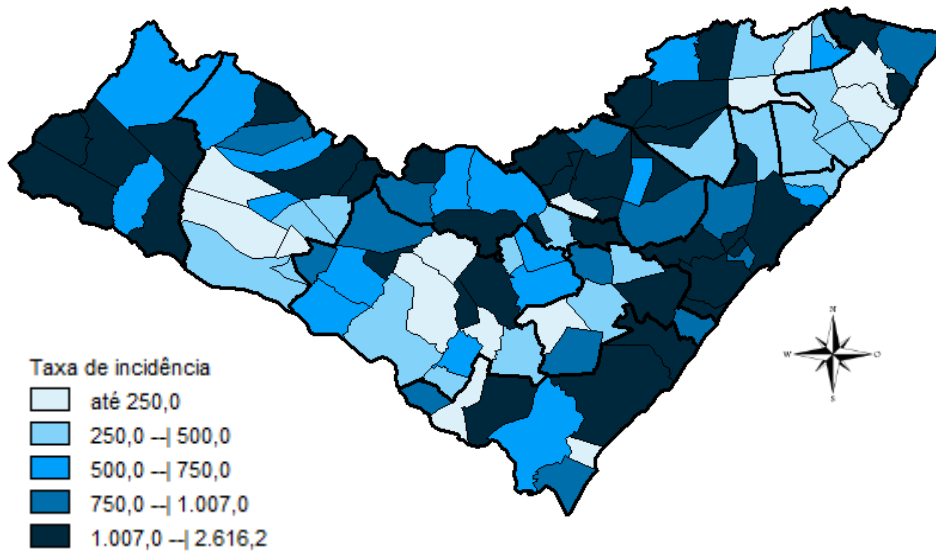 N
W
O
S
Taxa de incidência
até 250,0
250,0 --| 500,0
500,0 --| 750,0
750,0 --| 1.007,0
1.007,0 --| 2.616,2